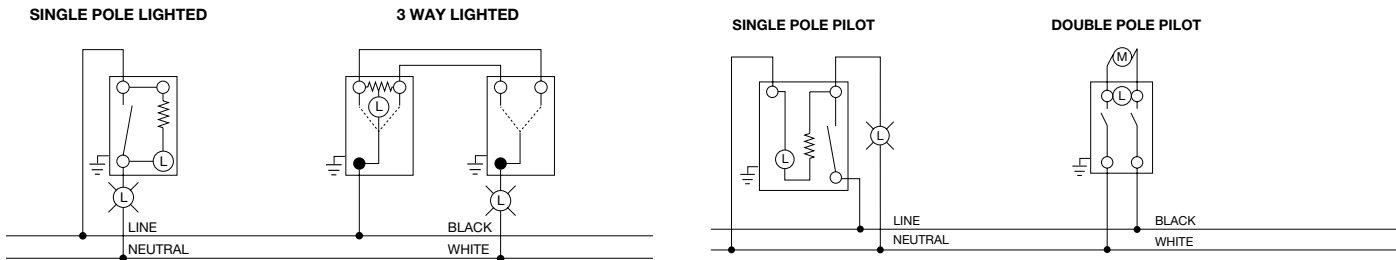 SINGLE POLE LIGHTED
3 WAY LIGHTED
SINGLE POLE PILOT
DOUBLE POLE PILOT
L
L
L
L
LINE
NEUTRAL
BLACK
WHITE
L
L
LINE
NEUTRAL
M
L
BLACK
WHITE